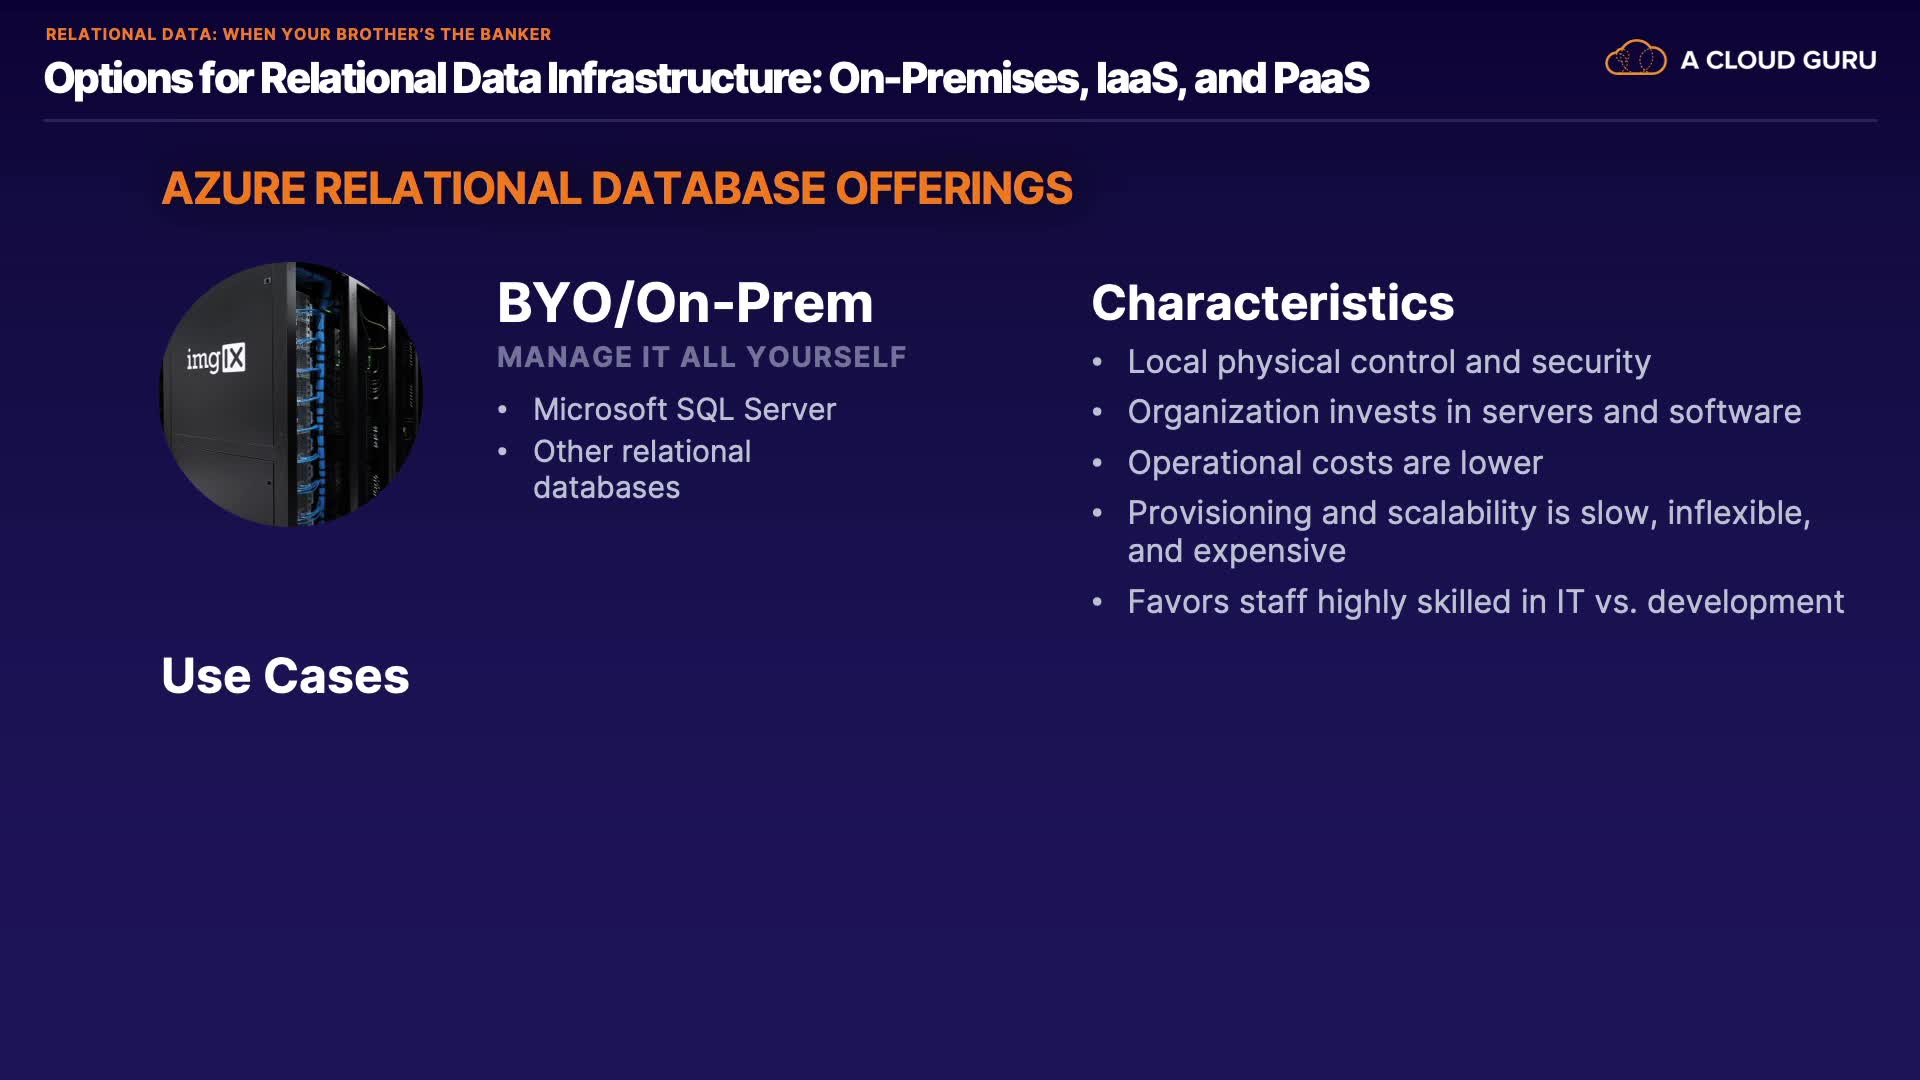 RELATIONAL DATA: WHEN YOUR BROTHER’S THE BANKER
Options for Relational Data Infrastructure: On-Premises, IaaS, and PaaS
A CLOUD GURU
AZURE RELATIONAL DATABASE OFFERINGS
imgIX
BYO/On-Prem
MANAGE IT ALL YOURSELF
• Microsoft SQL Server
• Other relational
databases
Characteristics
• Local physical control and security
• Organization invests in servers and software
• Operational costs are lower
• Provisioning and scalability is slow, inflexible,
and expensive
• Favors staff highly skilled in IT vs. development
Use Cases